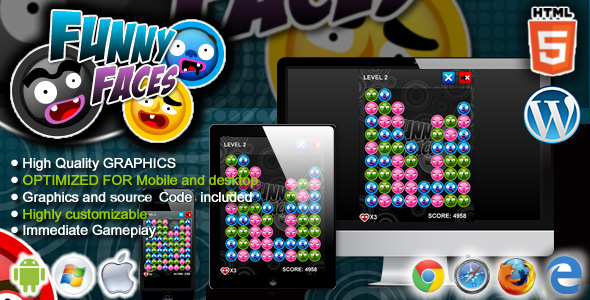 FUNNY
FACES
• High Quality GRAPHICS
• OPTIMIZED FOR Mobile and desktop
• Graphics and source Code included
• Highly customizable
• Immediate Gameplay
LEVEL 2
X3
SCORE: 4958
LEVEL 2
X3
SCORE: 4958
HTML
5